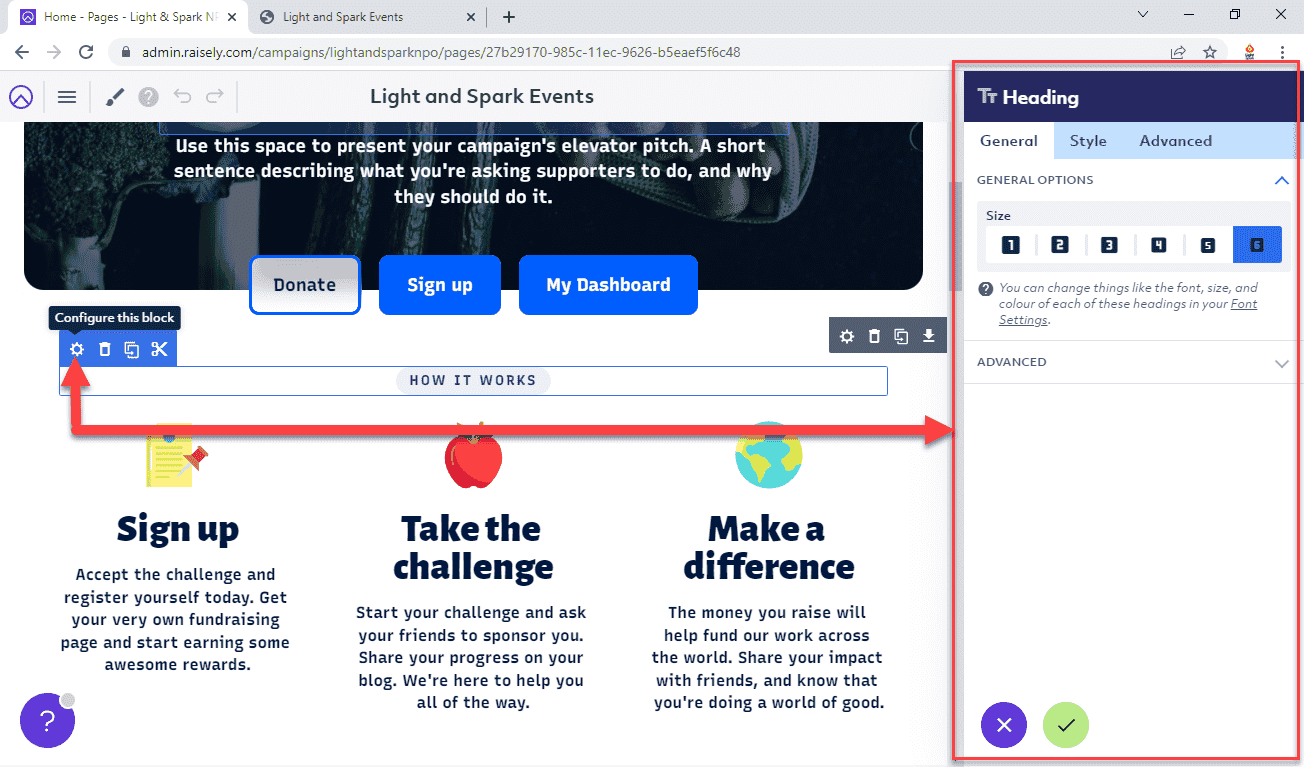 Home - Pages - Light & Spark NP
Light and Spark Events
admin.raisely.com/campaigns/lightandsparknpo/pages/27b29170-985c-11ec-9626-b5eaef5f6c48
Light and Spark Events
Use this space to present your campaign's elevator pitch. A short
sentence describing what you're asking supporters to do, and why
they should do it.
Donate
Sign up
My Dashboard
Configure this block
HOW IT WORKS
Sign up
Accept the challenge and
register yourself today. Get
your very own fundraising
page and start earning some
awesome rewards.
Take the
challenge
Start your challenge and ask
your friends to sponsor you.
Share your progress on your
blog. We're here to help you
all of the way.
Make a
difference
The money you raise will
help fund our work across
the world. Share your impact
with friends, and know that
you're doing a world of good.
?
TT Heading
General Style Advanced
GENERAL OPTIONS
Size
1 2 3 4 5 6
You can change things like the font, size, and
colour of each of these headings in your Font
Settings.
ADVANCED